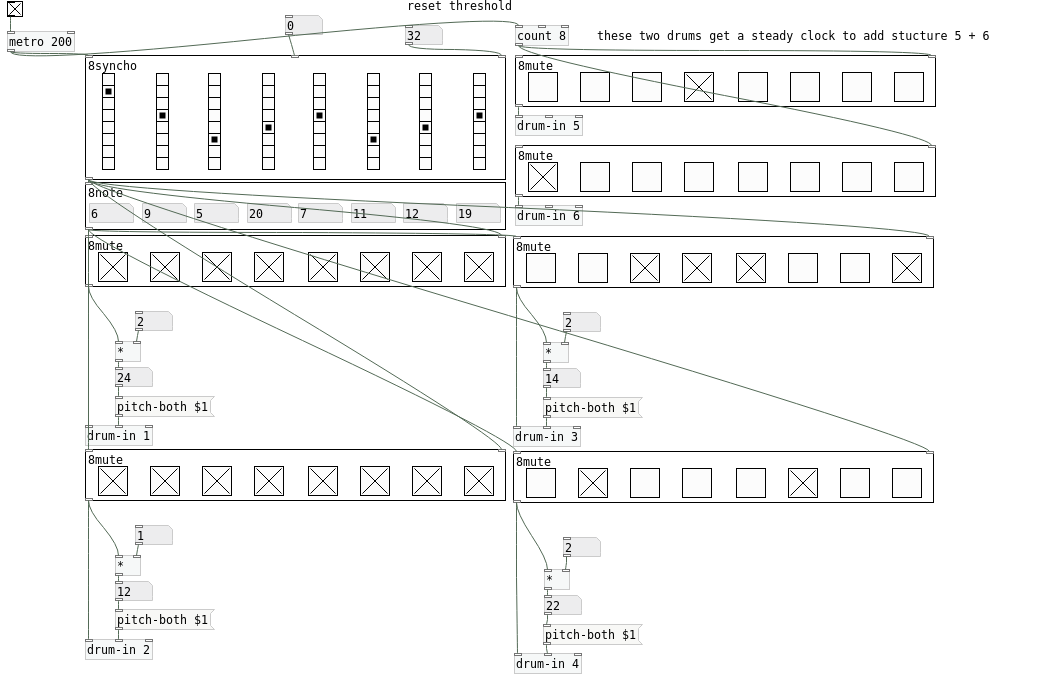 reset threshold
0
32
count 8
these two drums get a steady clock to add stucture 5 + 6
metro 200
8syncho
8mute
drum-in 5
8mute
8note
6 9 5 20 7 11 12 19
drum-in 6
8mute
8mute
2
*
24
pitch-both $1
drum-in 1
2
*
14
pitch-both $1
drum-in 3
8mute
8mute
1
*
12
pitch-both $1
drum-in 2
2
*
22
pitch-both $1
drum-in 4